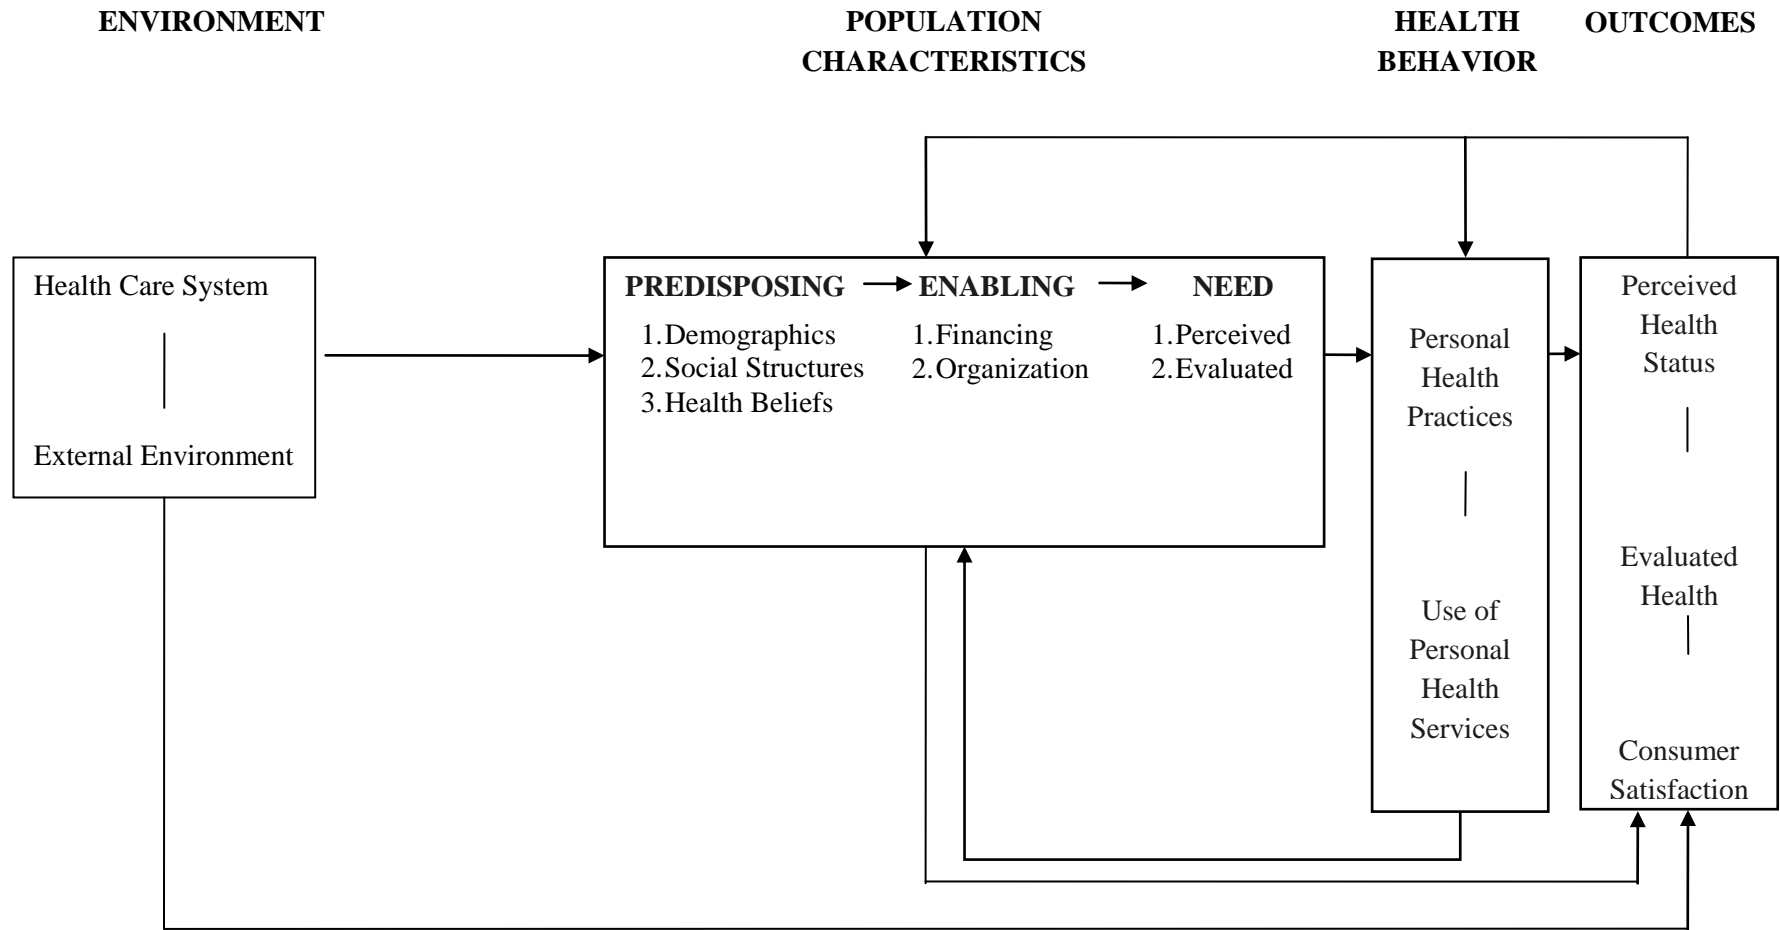 ENVIRONMENT
POPULATION
CHARACTERISTICS
HEALTH
BEHAVIOR
OUTCOMES
Health Care System
External Environment
PREDISPOSING
1. Demographics
2. Social Structures
3. Health Beliefs
ENABLING
1. Financing
2. Organization
NEED
1. Perceived
2. Evaluated
Personal
Health
Practices
Use of
Personal
Health
Services
Perceived
Health
Status
Evaluated
Health
Consumer
Satisfaction